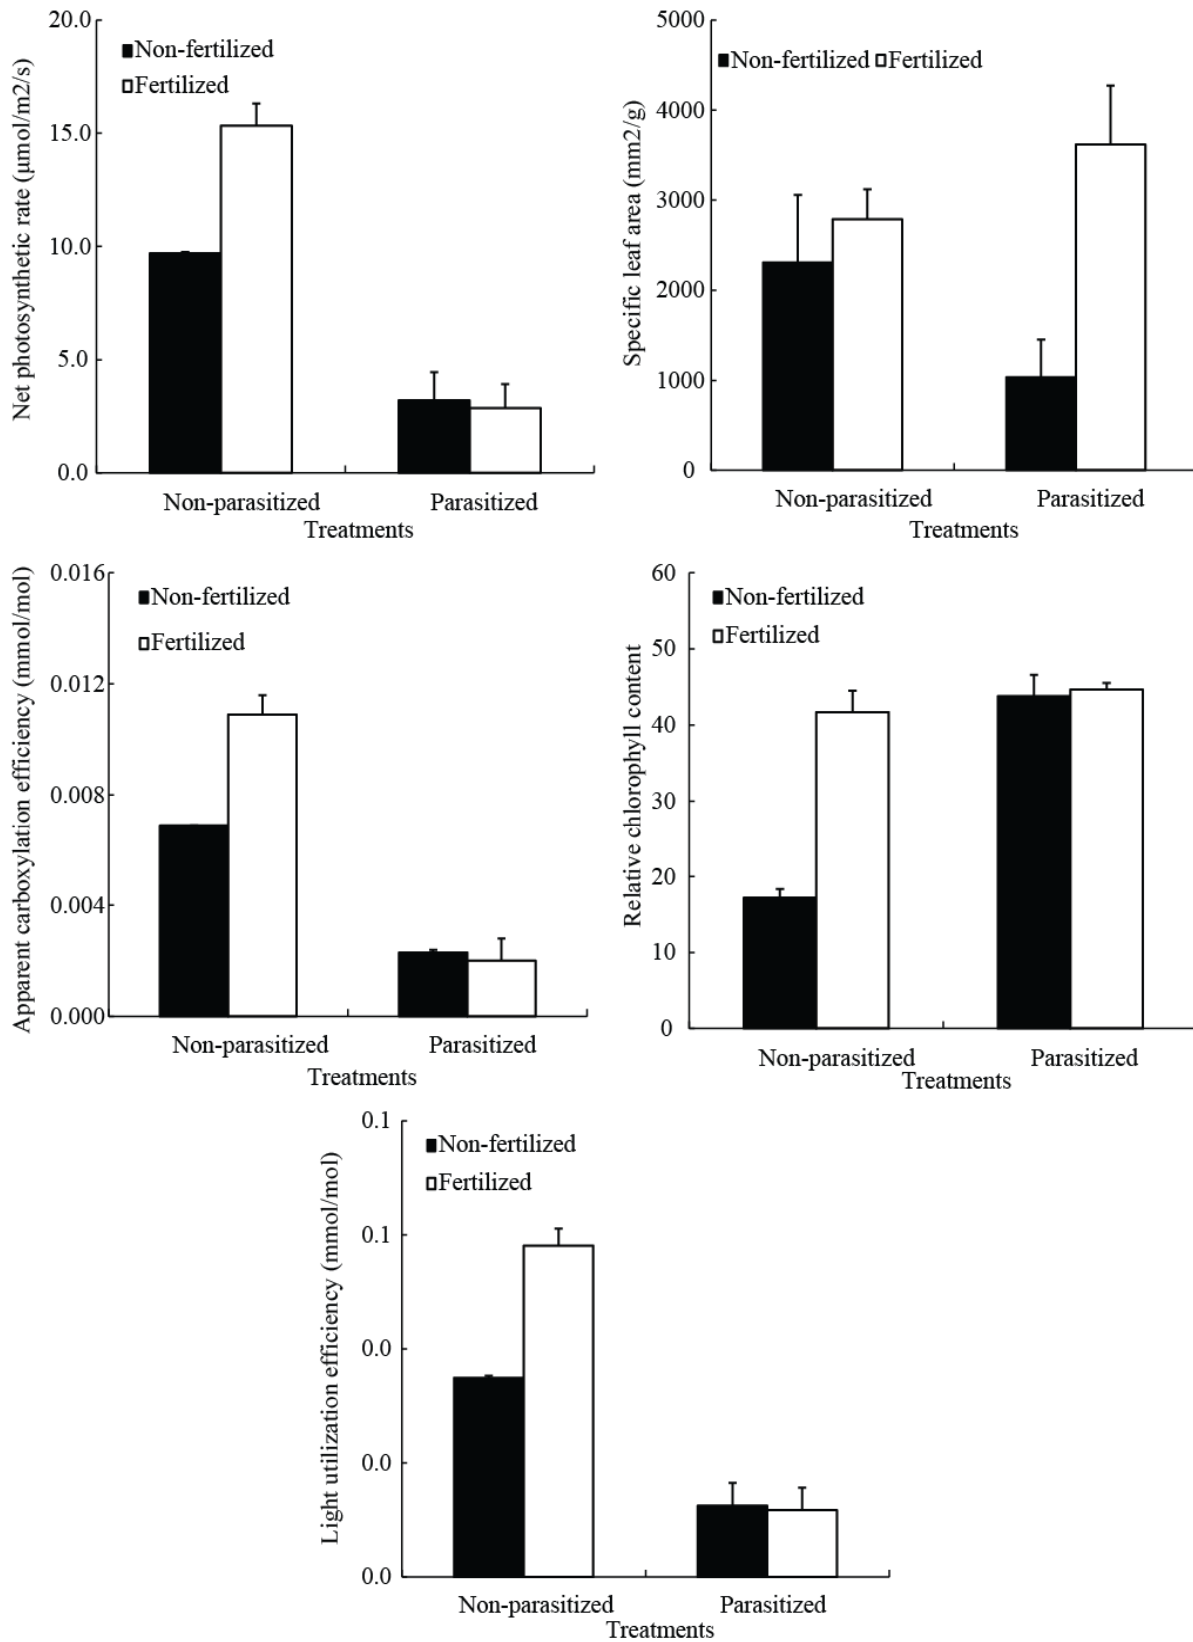 Net photosynthetic rate (μmol/m2/s)
20.0
15.0
10.0
5.0
0.0
■Non-fertilized
□Fertilized
Non-parasitized Parasitized
Treatments
Specific leaf area (mm2/g)
5000
4000
3000
2000
1000
0
■Non-fertilized □Fertilized
Non-parasitized Parasitized
Treatments
Apparent carboxylation efficiency (mmol/mol)
0.016
0.012
0.008
0.004
0.000
■Non-fertilized
□Fertilized
Non-parasitized Parasitized
Treatments
Relative chlorophyll content
60
50
40
30
20
10
0
■Non-fertilized
□Fertilized
Non-parasitized Parasitized
Treatments
Light utilization efficiency (mmol/mol)
0.1
0.1
0.0
0.0
0.0
■Non-fertilized
□Fertilized
Non-parasitized Parasitized
Treatments